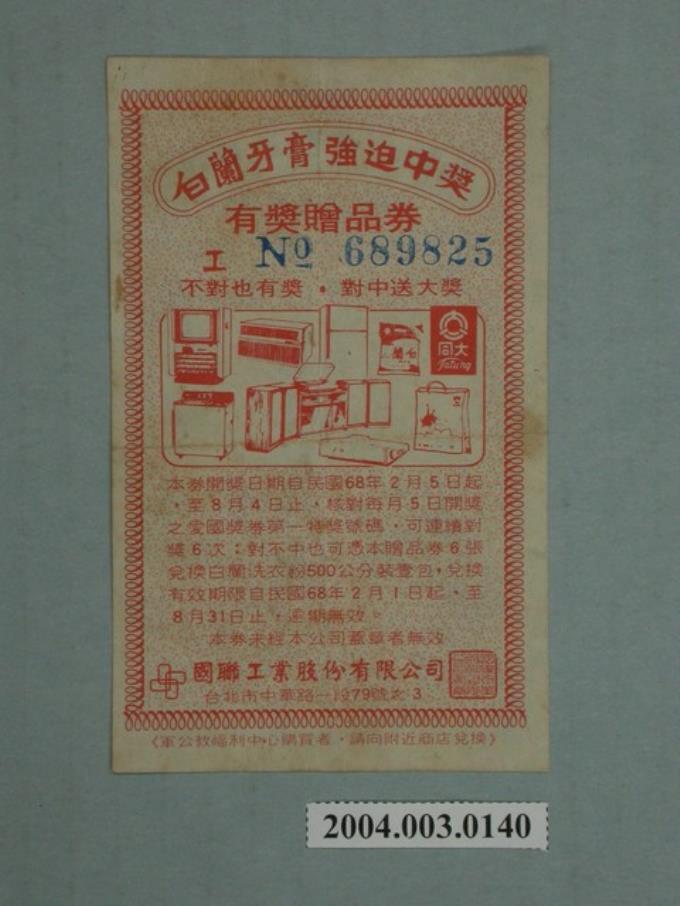 白蘭牙膏強迫中獎
有獎贈品券
工 No 689825
不對也有獎・對中送大獎
白蘭
大同
Tatung
本券開獎日期自民國68年2月5日起
，至8月4日止，核對每月5日開獎
之愛國獎券第一特獎號碼，可連續對
獎6次；對不中也可憑本贈品券6張
兌換白蘭洗衣粉500公分裝壹包，兌換
有效期限自民國68年2月1日起，至
8月31日止，逾期無效。
本券未經本公司蓋章者無效
國聯工業股份有限公司
台北市中華路一段79號之3
《軍公教福利中心購買者，請向附近商店兌換》
2004.003.0140